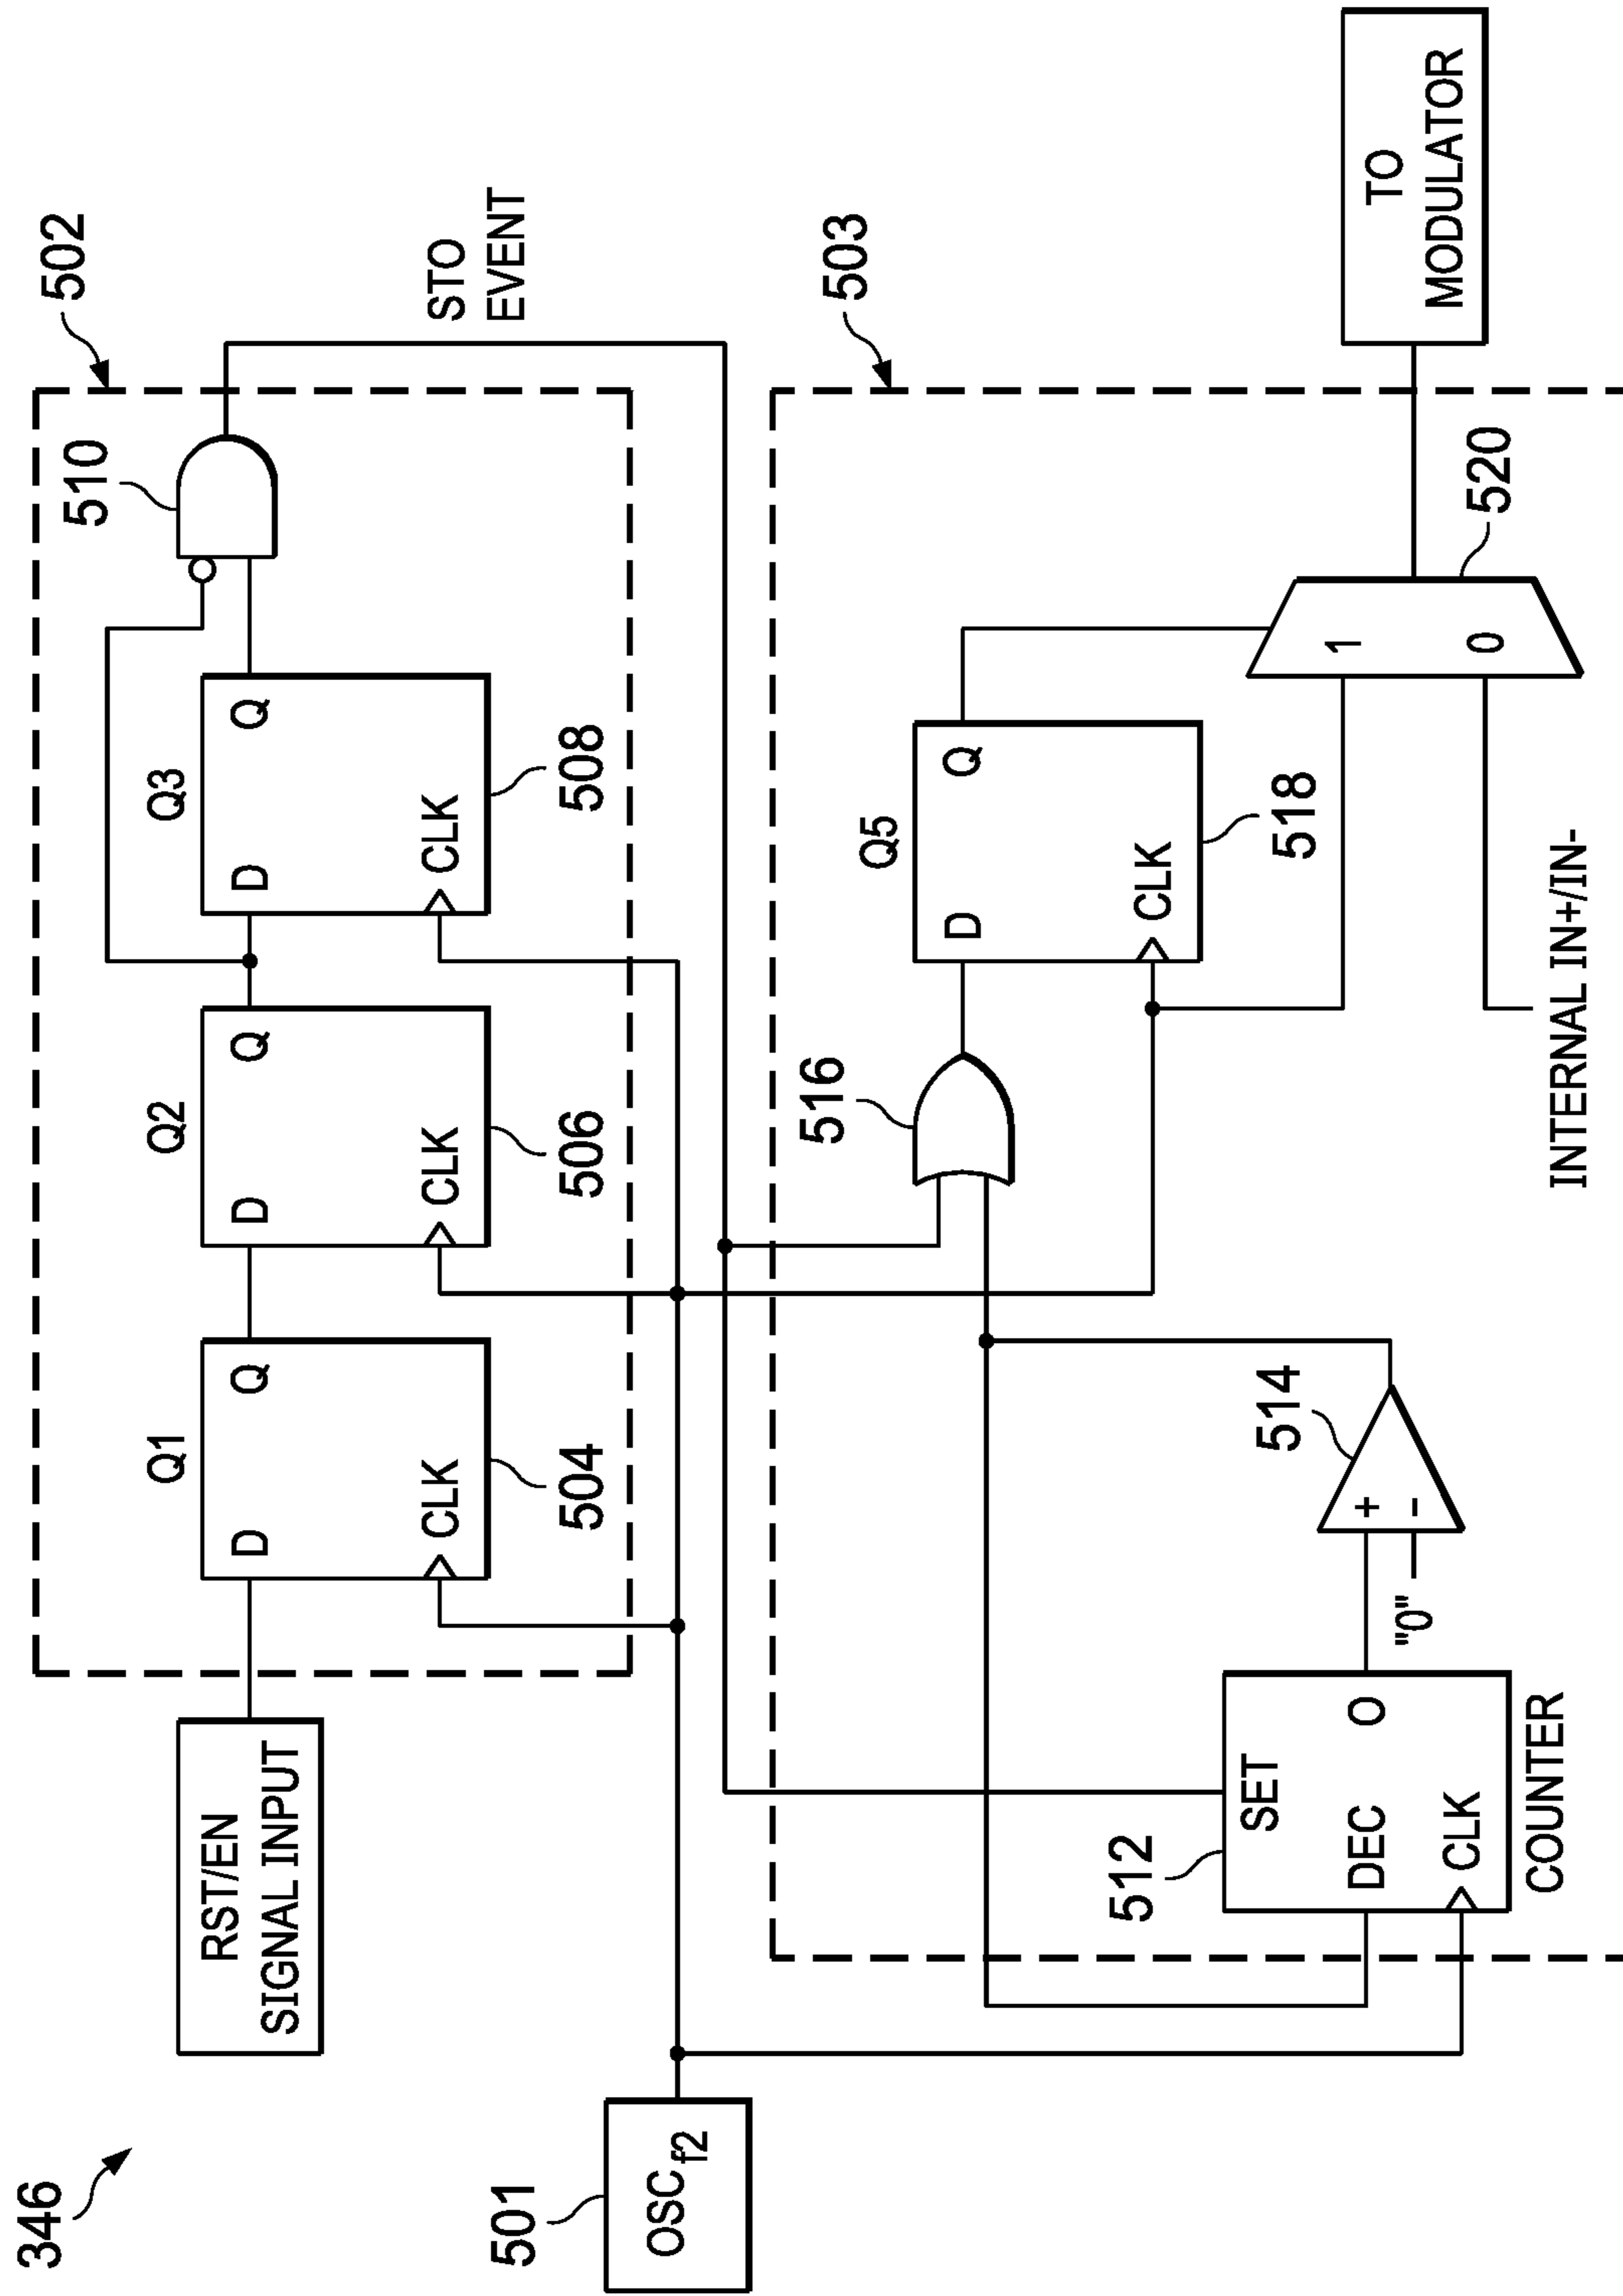 346
502
RST/EN
SIGNAL INPUT
Q1
D
Q
CLK
504
Q2
D
Q
CLK
506
Q3
D
Q
CLK
508
510
STO
EVENT
501
OSCf2
503
512
SET
DEC
O
CLK
COUNTER
514
+
-
"0"
516
Q5
D
Q
CLK
518
1
0
520
INTERNAL IN+/IN-
TO
MODULATOR